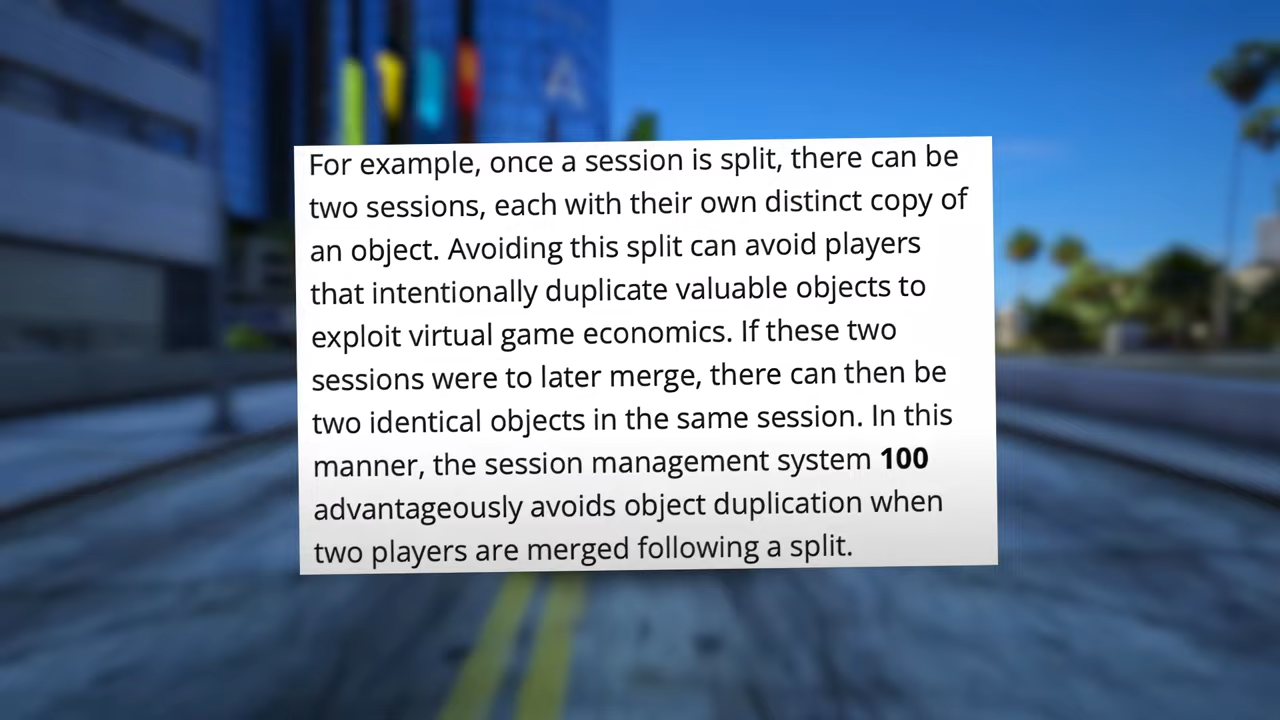 A
For example, once a session is split, there can be
two sessions, each with their own distinct copy of
an object. Avoiding this split can avoid players
that intentionally duplicate valuable objects to
exploit virtual game economics. If these two
sessions were to later merge, there can then be
two identical objects in the same session. In this
manner, the session management system 100
advantageously avoids object duplication when
two players are merged following a split.